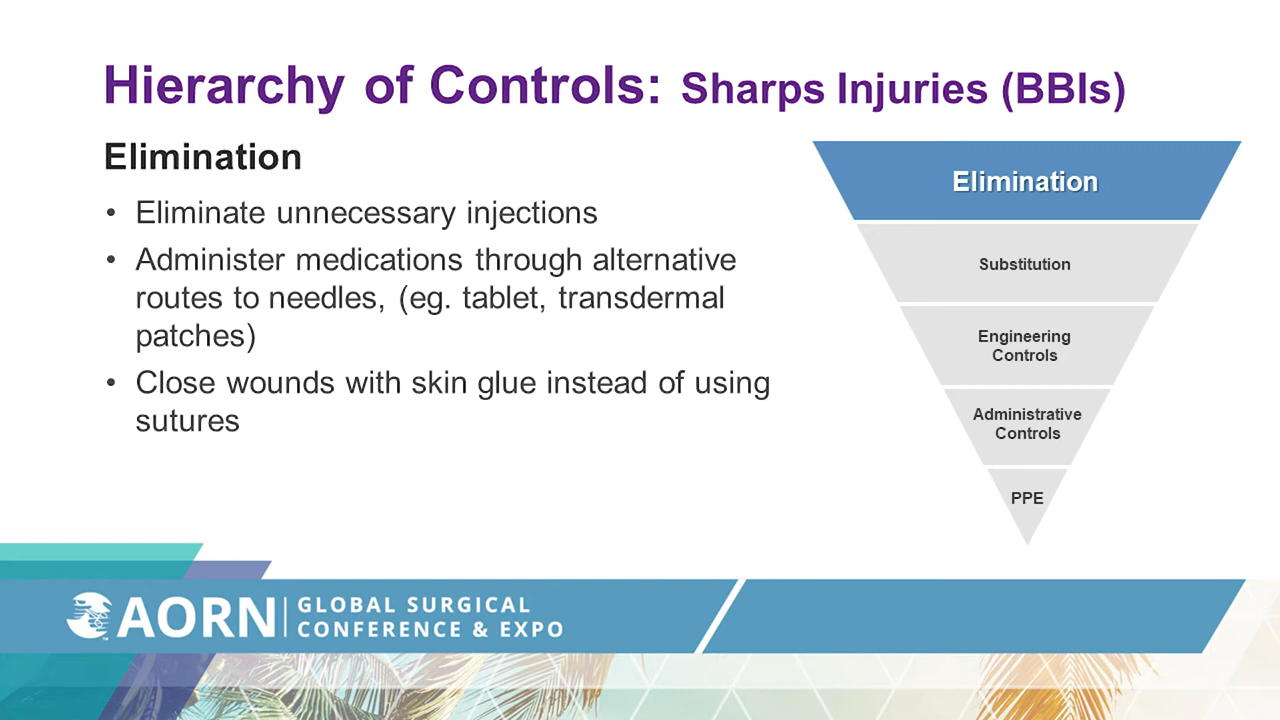 Hierarchy of Controls: Sharps Injuries (BBIs)
Elimination
• Eliminate unnecessary injections
• Administer medications through alternative
routes to needles, (eg. tablet, transdermal
patches)
• Close wounds with skin glue instead of using
sutures
Elimination
Substitution
Engineering
Controls
Administrative
Controls
PPE
AORN
GLOBAL SURGICAL
CONFERENCE & EXPO